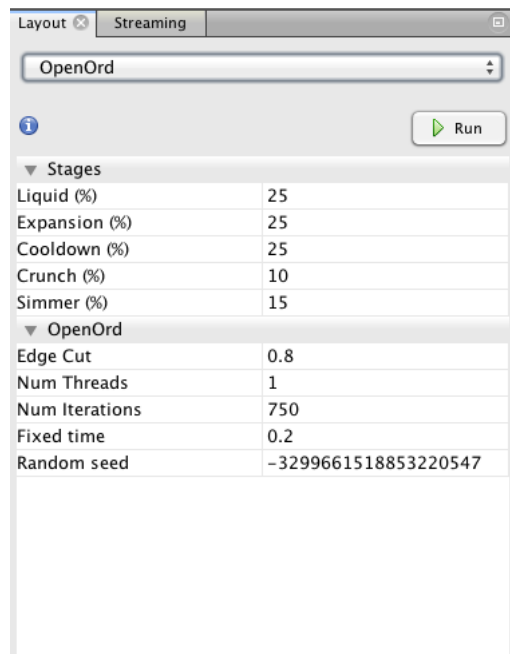 Layout Streaming
OpenOrd
Run
Stages
Liquid (%) 25
Expansion (%) 25
Cooldown (%) 25
Crunch (%) 10
Simmer (%) 15
OpenOrd
Edge Cut 0.8
Num Threads 1
Num Iterations 750
Fixed time 0.2
Random seed -3299661518853220547